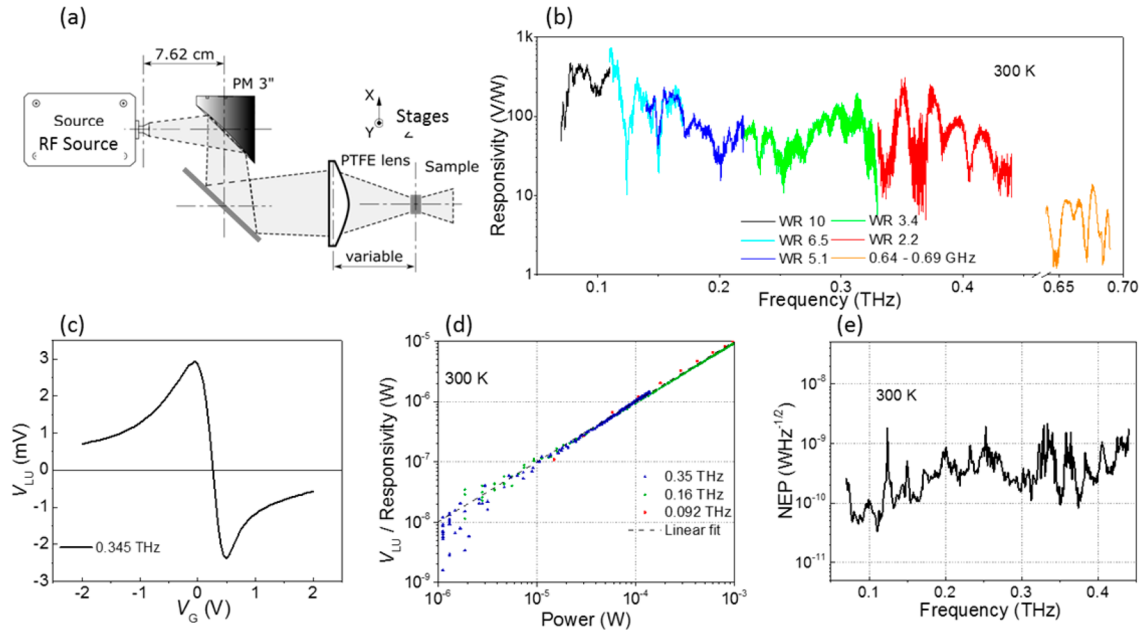 (a)
7.62 cm
PM 3"
Source
RF Source
X
Y
Z
Stages
PTFE lens
Sample
variable
(b)
1k
100
10
1
Responsivity (V/W)
300 K
WR 10
WR 6.5
WR 5.1
WR 3.4
WR 2.2
0.64 - 0.69 GHz
0.1 0.2 0.3 0.4 0.65 0.70
Frequency (THz)
(c)
3
2
1
0
-1
-2
-3
V_LU (mV)
0.345 THz
-2 -1 0 1 2
V_G (V)
(d)
10^-5
10^-6
10^-7
10^-8
10^-9
V_LU / Responsivity (W)
300 K
0.35 THz
0.16 THz
0.092 THz
Linear fit
10^-6 10^-5 10^-4 10^-3
Power (W)
(e)
10^-8
10^-9
10^-10
10^-11
NEP (WHz^-1/2)
300 K
0.1 0.2 0.3 0.4
Frequency (THz)